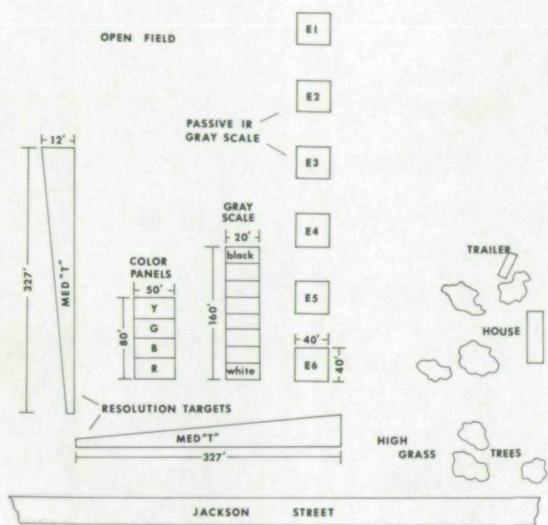 OPEN FIELD
E1
E2
PASSIVE IR
GRAY SCALE
E3
12'
327'
MED "T"
GRAY
SCALE
20'
black
160'
white
E4
COLOR
PANELS
50'
80'
Y
G
B
R
E5
40'
E6
40'
TRAILER
HOUSE
RESOLUTION TARGETS
MED "T"
327'
HIGH
GRASS
TREES
JACKSON STREET